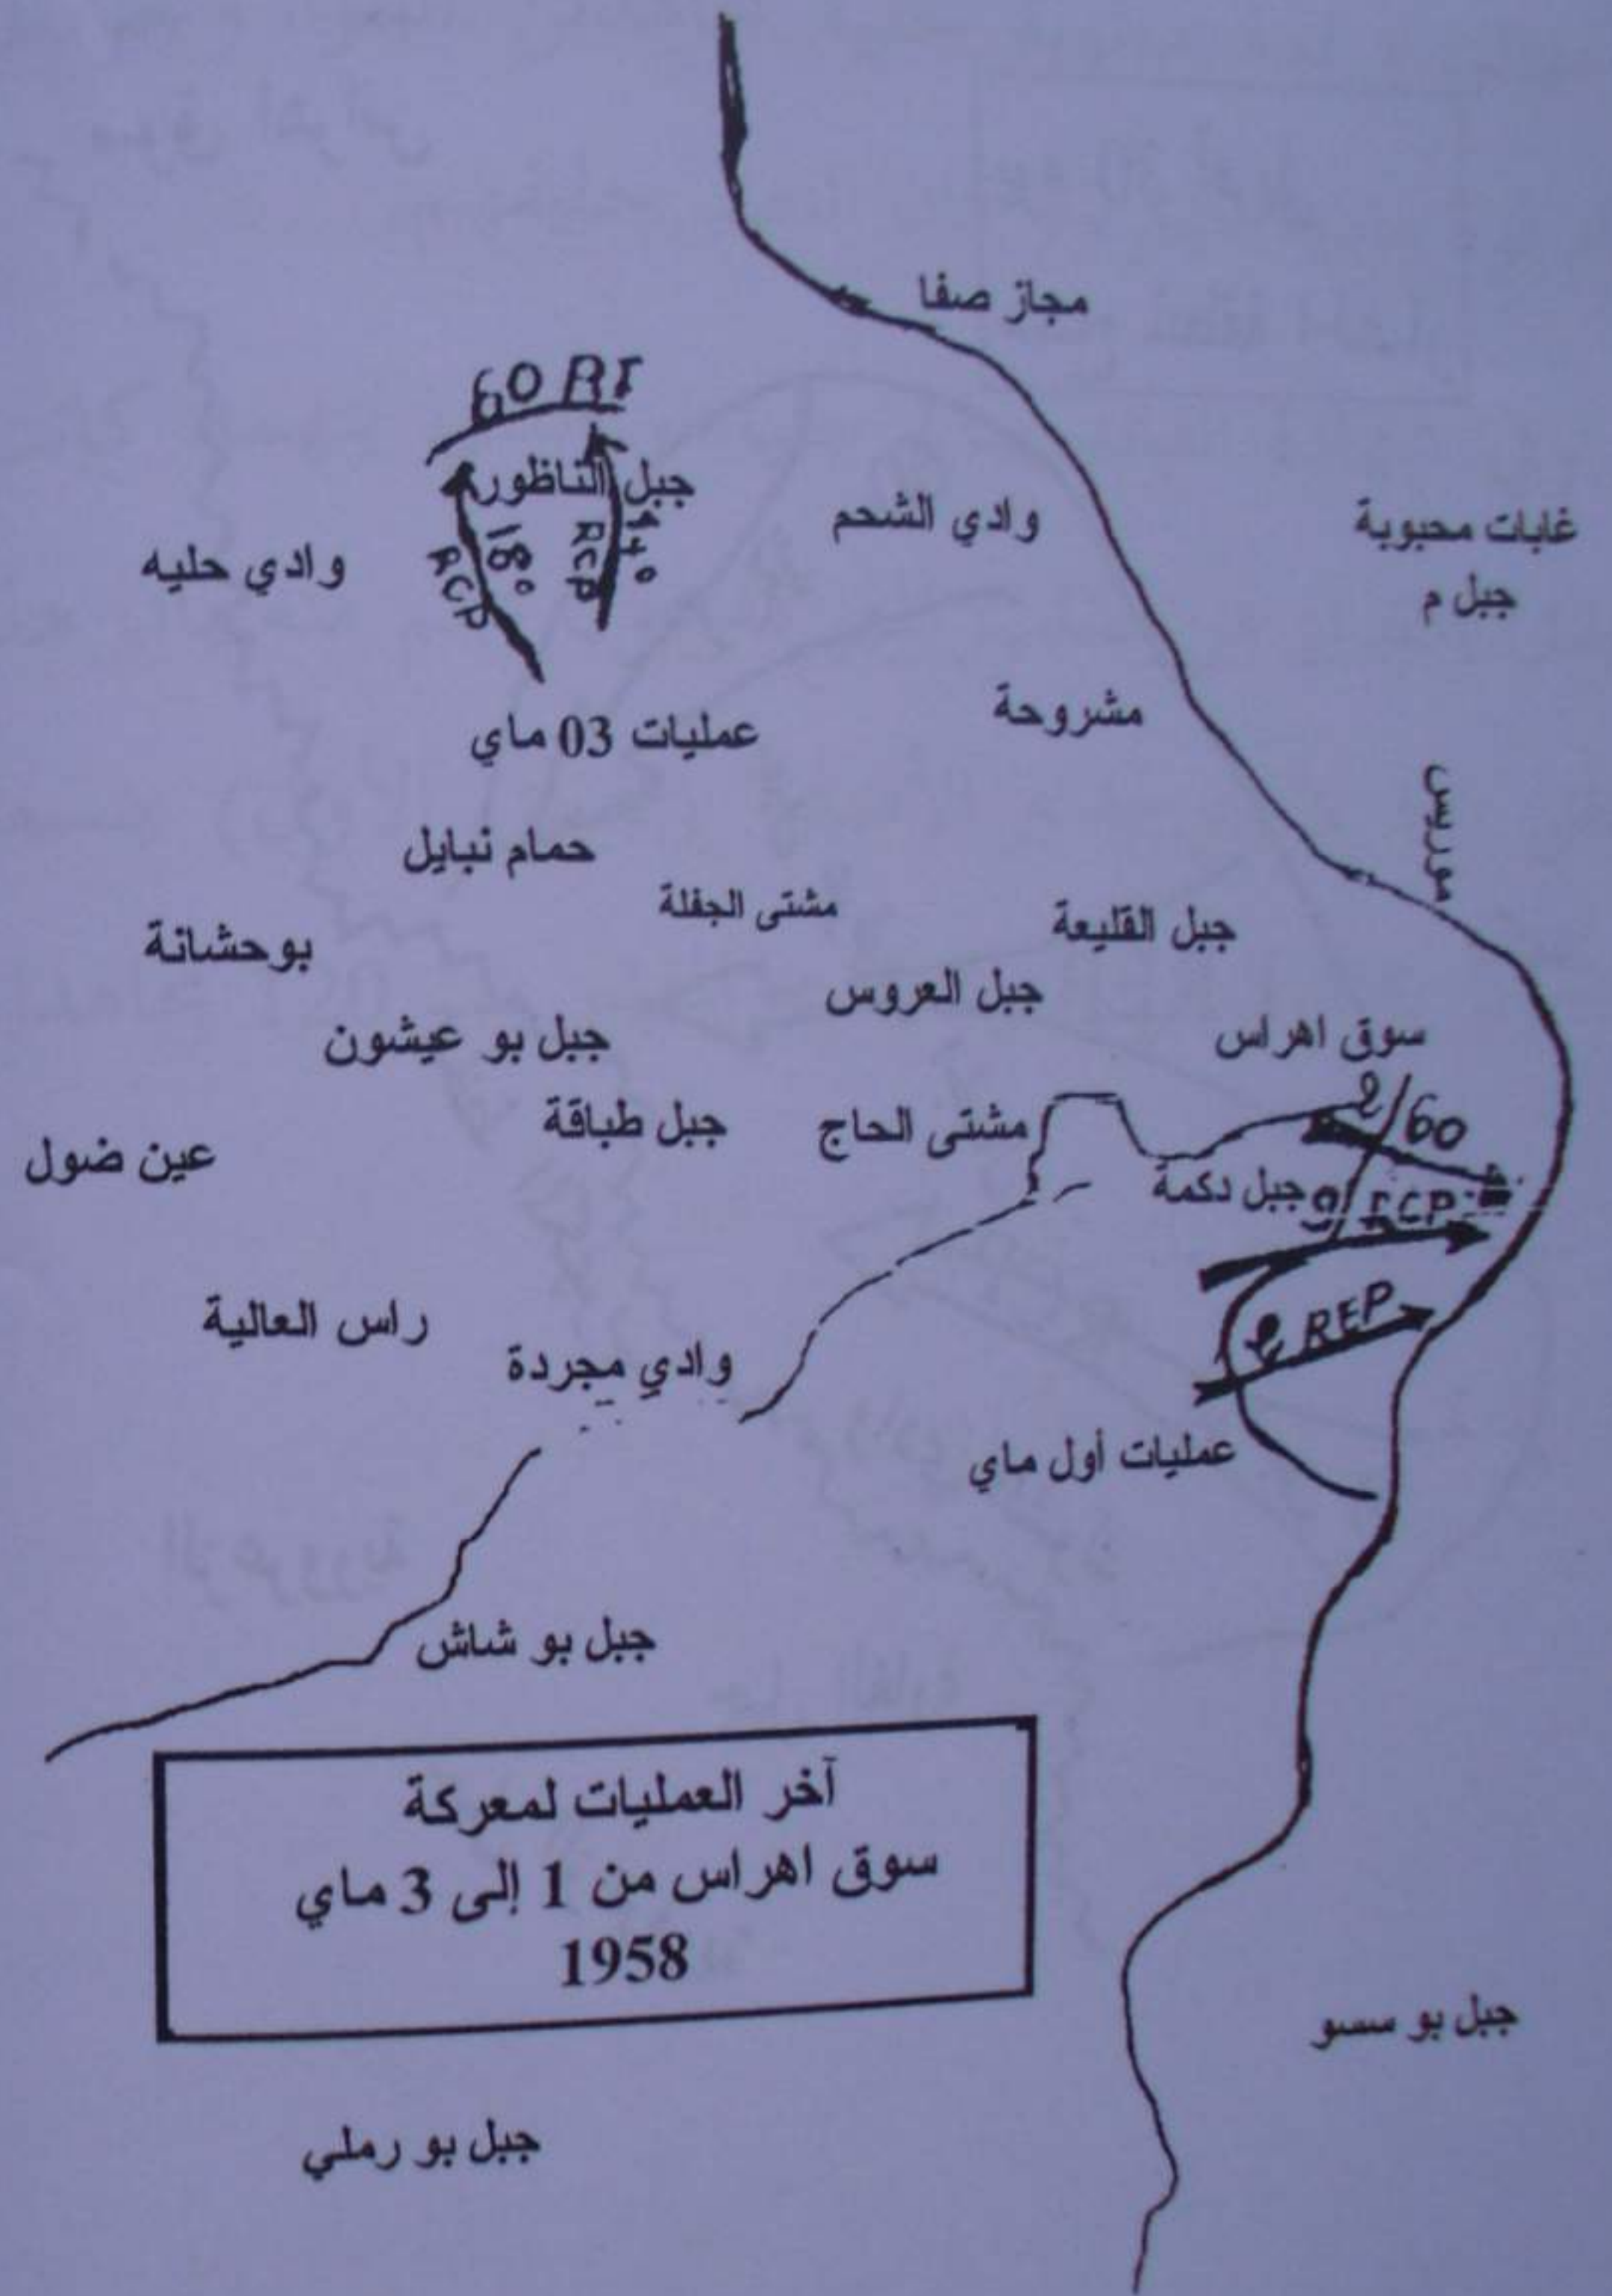 مجاز صفا
60 RI
جبل الناظور
14°
RCP
18°
RCP
وادي الشحم
غابات محبوبة
جبل م
وادي حليه
مشروحة
عمليات 03 ماي
موريس
حمام نبايل
مشتى الجفلة
جبل القليعة
بوحشانة
جبل العروس
سوق اهراس
جبل بو عيشون
2/60
جبل طباقة
مشتى الحاج
عين ضول
جبل دكمة
9 RCP
راس العالية
REP
وادي مجردة
عمليات أول ماي
جبل بو شاش
آخر العمليات لمعركة
سوق اهراس من 1 إلى 3 ماي
1958
جبل بو سسو
جبل بو رملي